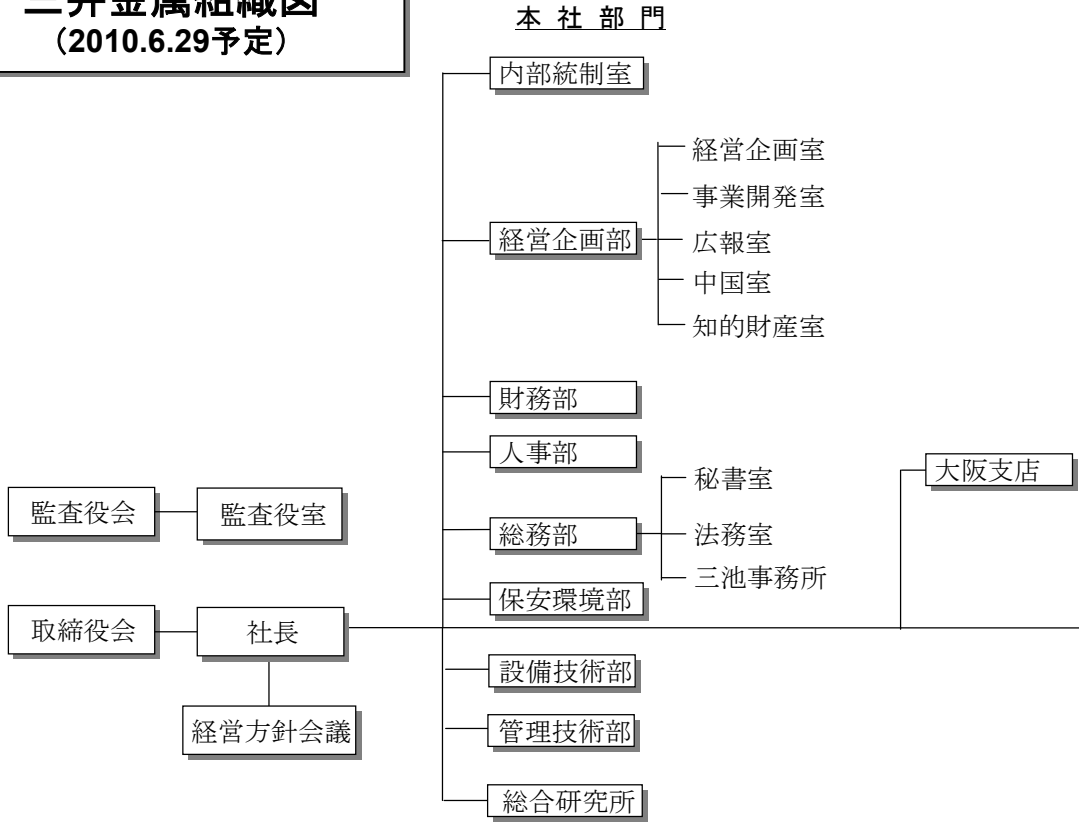 三井金属組織図
（2010.6.29予定）
本 社 部 門
内部統制室
経営企画部
経営企画室
事業開発室
広報室
中国室
知的財産室
財務部
人事部
総務部
秘書室
法務室
三池事務所
保安環境部
設備技術部
管理技術部
総合研究所
大阪支店
監査役会
監査役室
取締役会
社長
経営方針会議